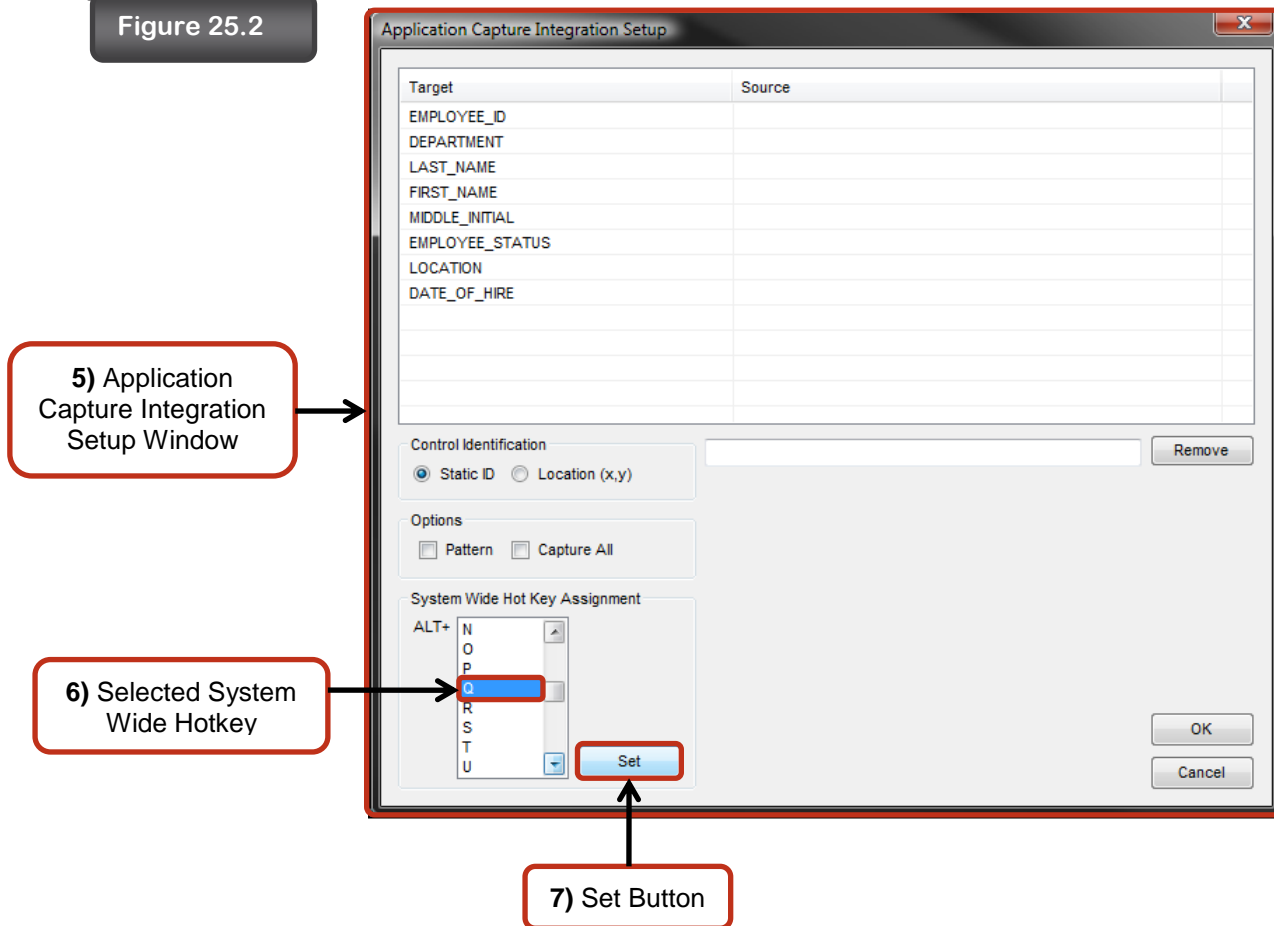 Figure 25.2
Application Capture Integration Setup
Target Source
EMPLOYEE_ID
DEPARTMENT
LAST_NAME
FIRST_NAME
MIDDLE_INITIAL
EMPLOYEE_STATUS
LOCATION
DATE_OF_HIRE
5) Application
Capture Integration
Setup Window
Control Identification
Static ID Location (x,y)
Remove
Options
Pattern Capture All
System Wide Hot Key Assignment
ALT+ N
O
P
Q
R
S
T
U
Set
6) Selected System
Wide Hotkey
OK
Cancel
7) Set Button